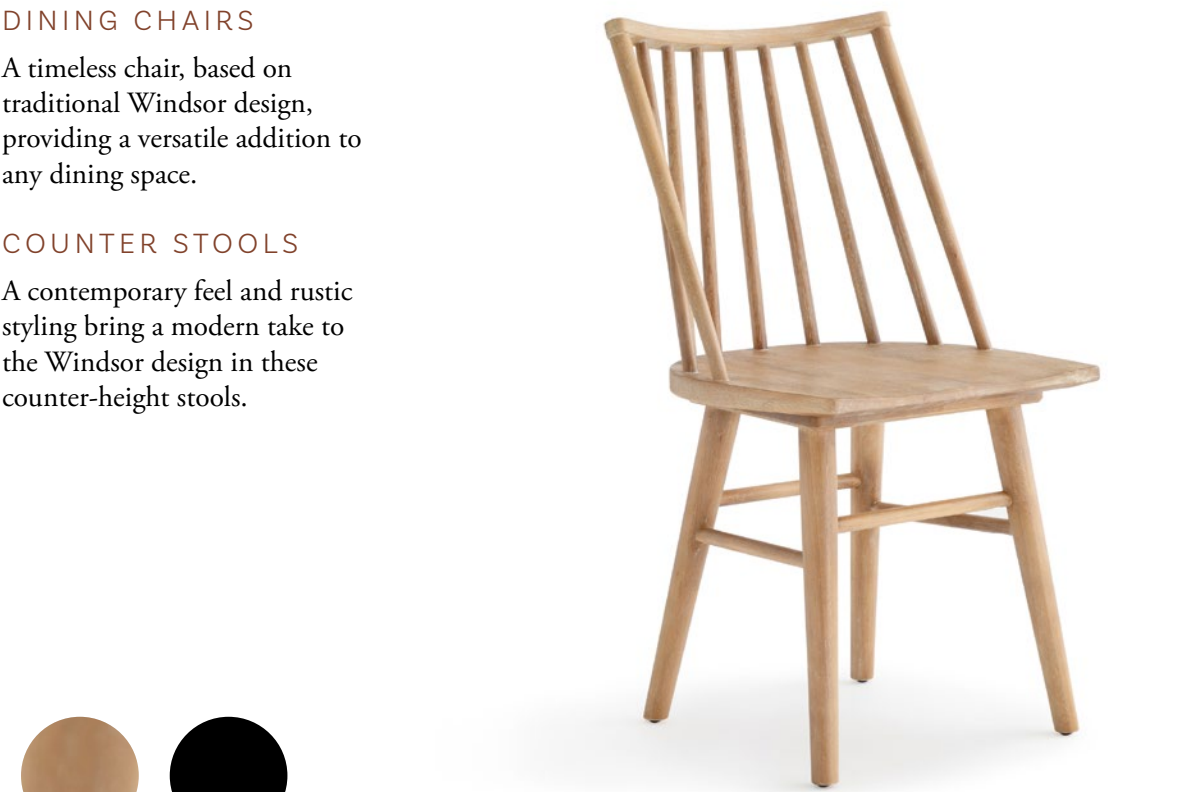 DINING CHAIRS
A timeless chair, based on
traditional Windsor design,
providing a versatile addition to
any dining space.
COUNTER STOOLS
A contemporary feel and rustic
styling bring a modern take to
the Windsor design in these
counter-height stools.